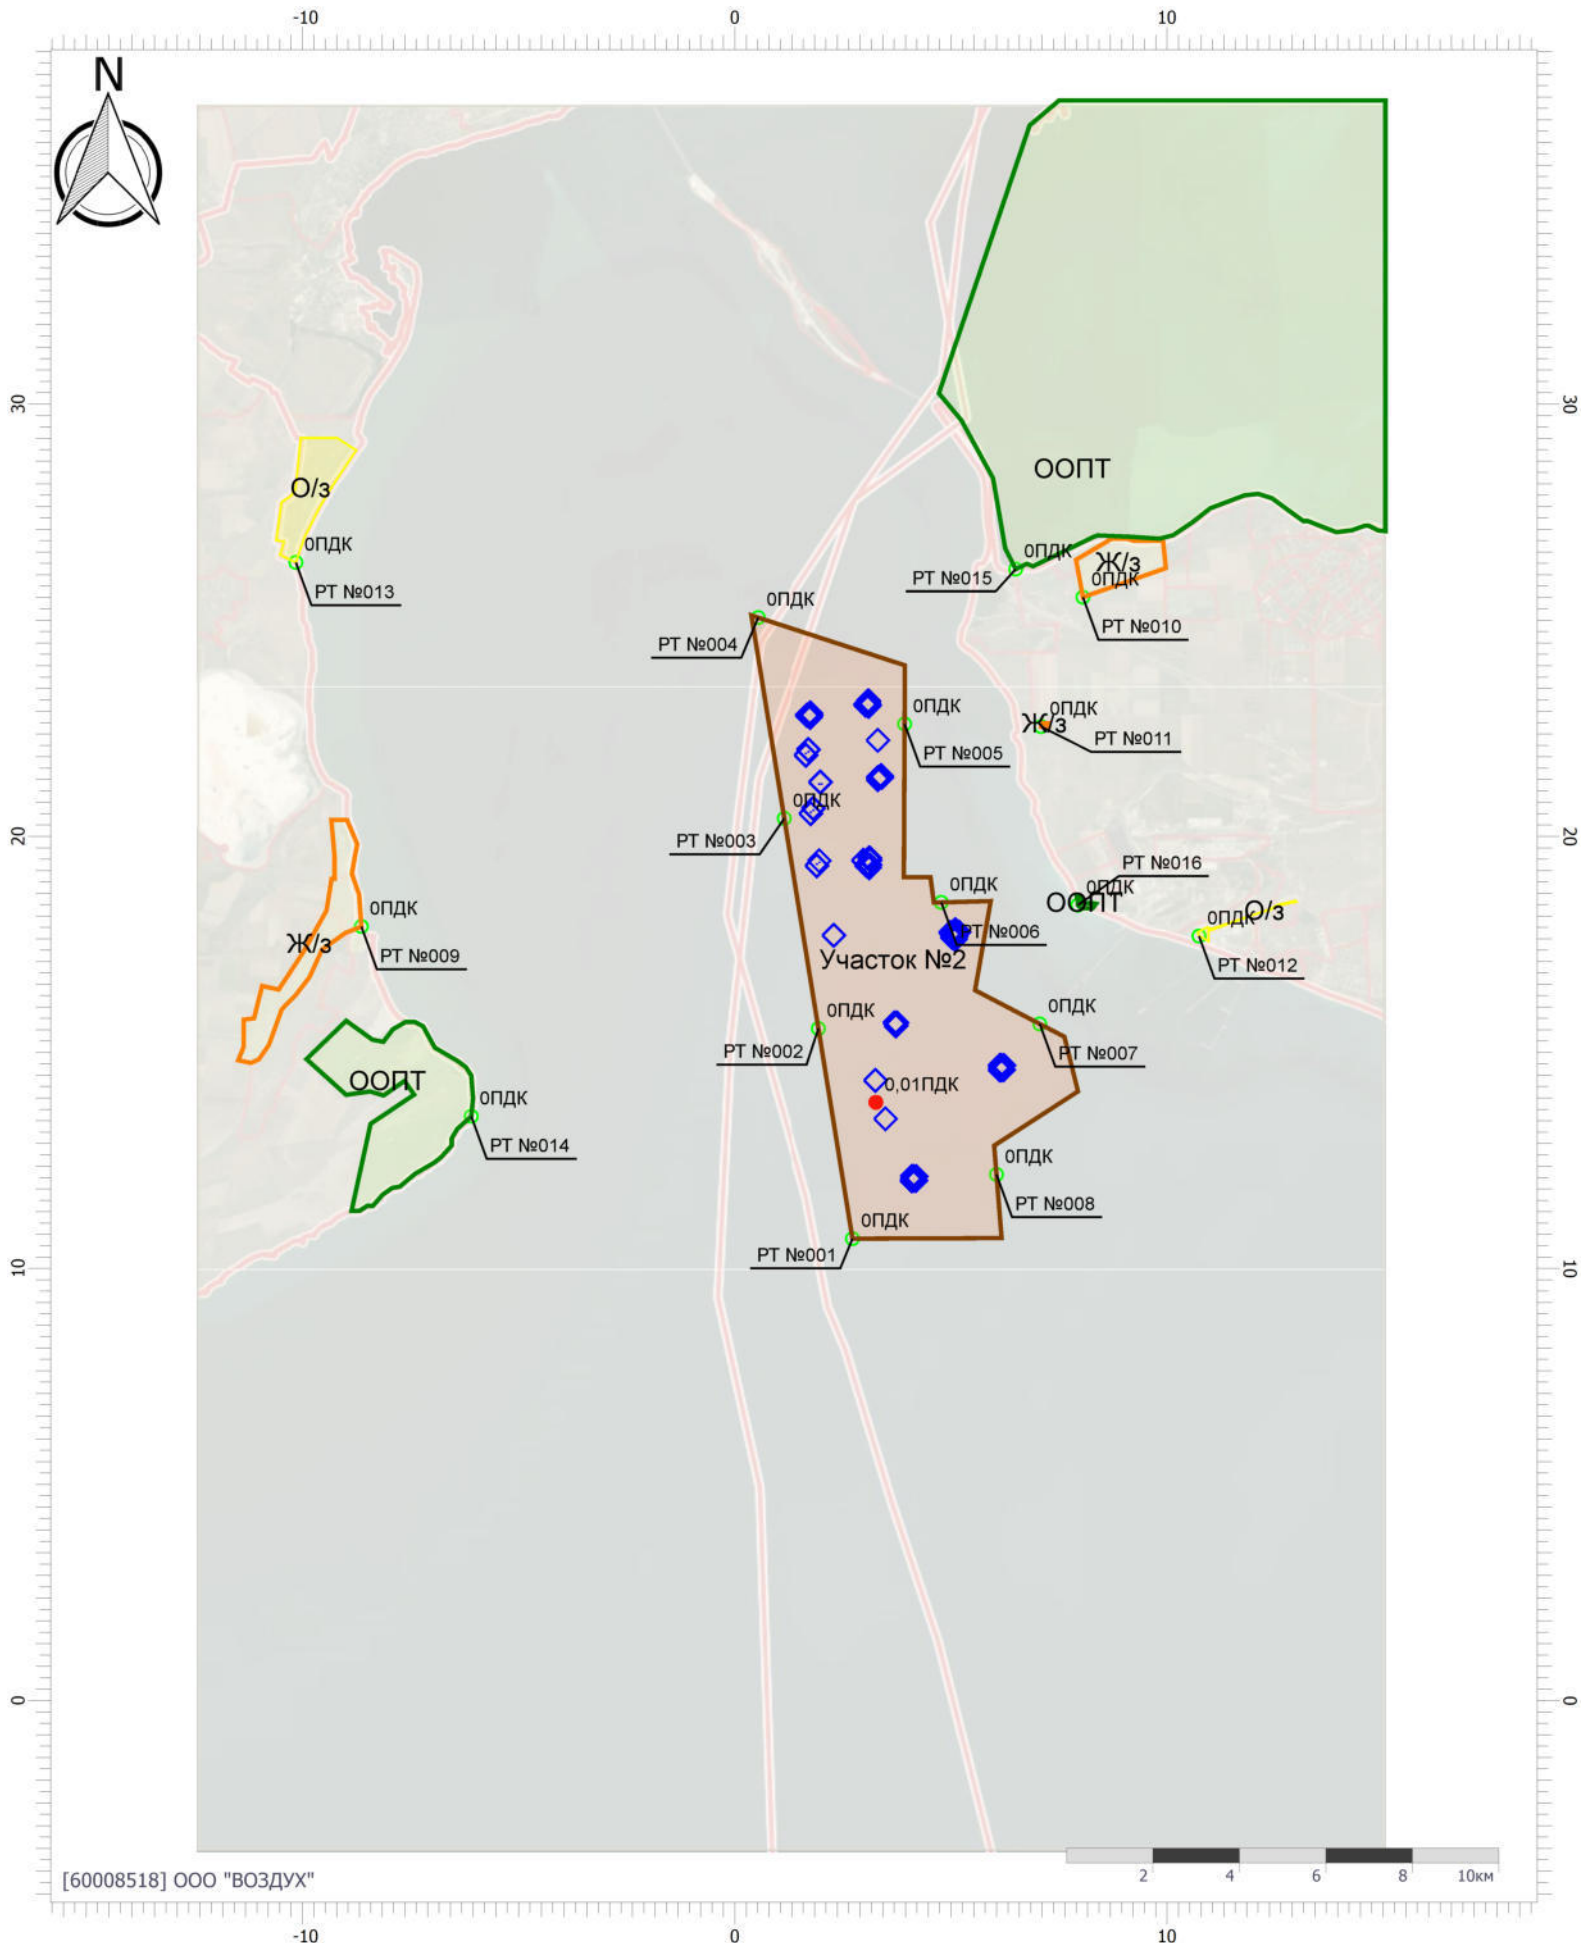 -10 0 10
N
30 30
ООПТ
О/з
0ПДК
РТ №013
0ПДК
РТ №015
Ж/з
0ПДК
РТ №010
0ПДК
РТ №004
0ПДК
РТ №005
0ПДК
Ж/з
РТ №011
20 20
0ПДК
РТ №003
РТ №016
0ПДК
ООПТ
0ПДК
РТ №006
О/з
0ПДК
РТ №012
0ПДК
Ж/з
РТ №009
Участок №2
0ПДК
РТ №002
0ПДК
РТ №007
ООПТ
0,01ПДК
0ПДК
РТ №014
0ПДК
РТ №008
0ПДК
РТ №001
10 10
0 0
2 4 6 8 10км
[60008518] ООО "ВОЗДУХ"
-10 0 10